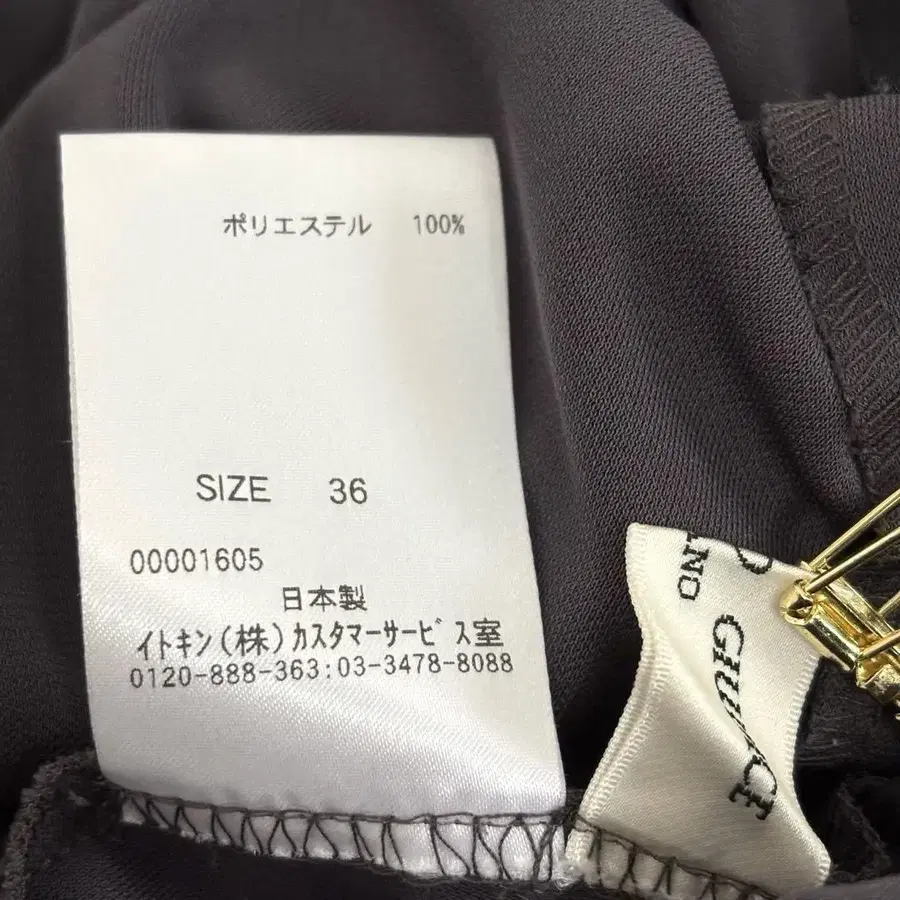 ポリエステル 100%
SIZE 36
00001605
日本製
イトキン(株)カスタマーサービス室
0120-888-363:03-3478-8088